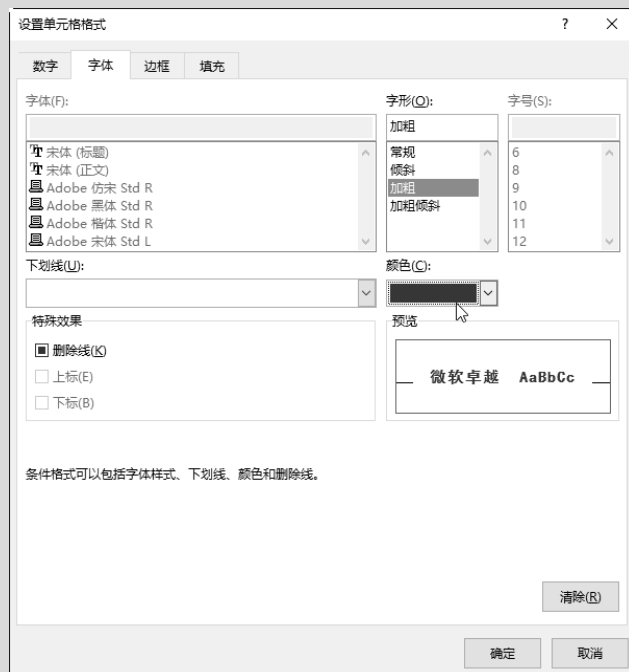 设置单元格格式 ?
数字 字体 边框 填充
字体(F): 字形(O): 字号(S):
加粗
宋体 (标题) 常规 6
宋体 (正文) 倾斜 8
Adobe 仿宋 Std R 加粗 9
Adobe 黑体 Std R 加粗倾斜 10
Adobe 楷体 Std R 11
Adobe 宋体 Std L 12
下划线(U): 颜色(C):
特殊效果 预览
删除线(K)
上标(E)
下标(B)
微软卓越 AaBbCc
条件格式可以包括字体样式、下划线、颜色和删除线。
清除(R)
确定 取消